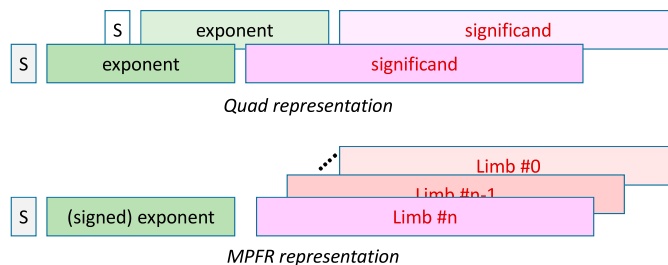 S exponent significand
S exponent significand
Quad representation
Limb #0
Limb #n-1
S (signed) exponent Limb #n
MPFR representation